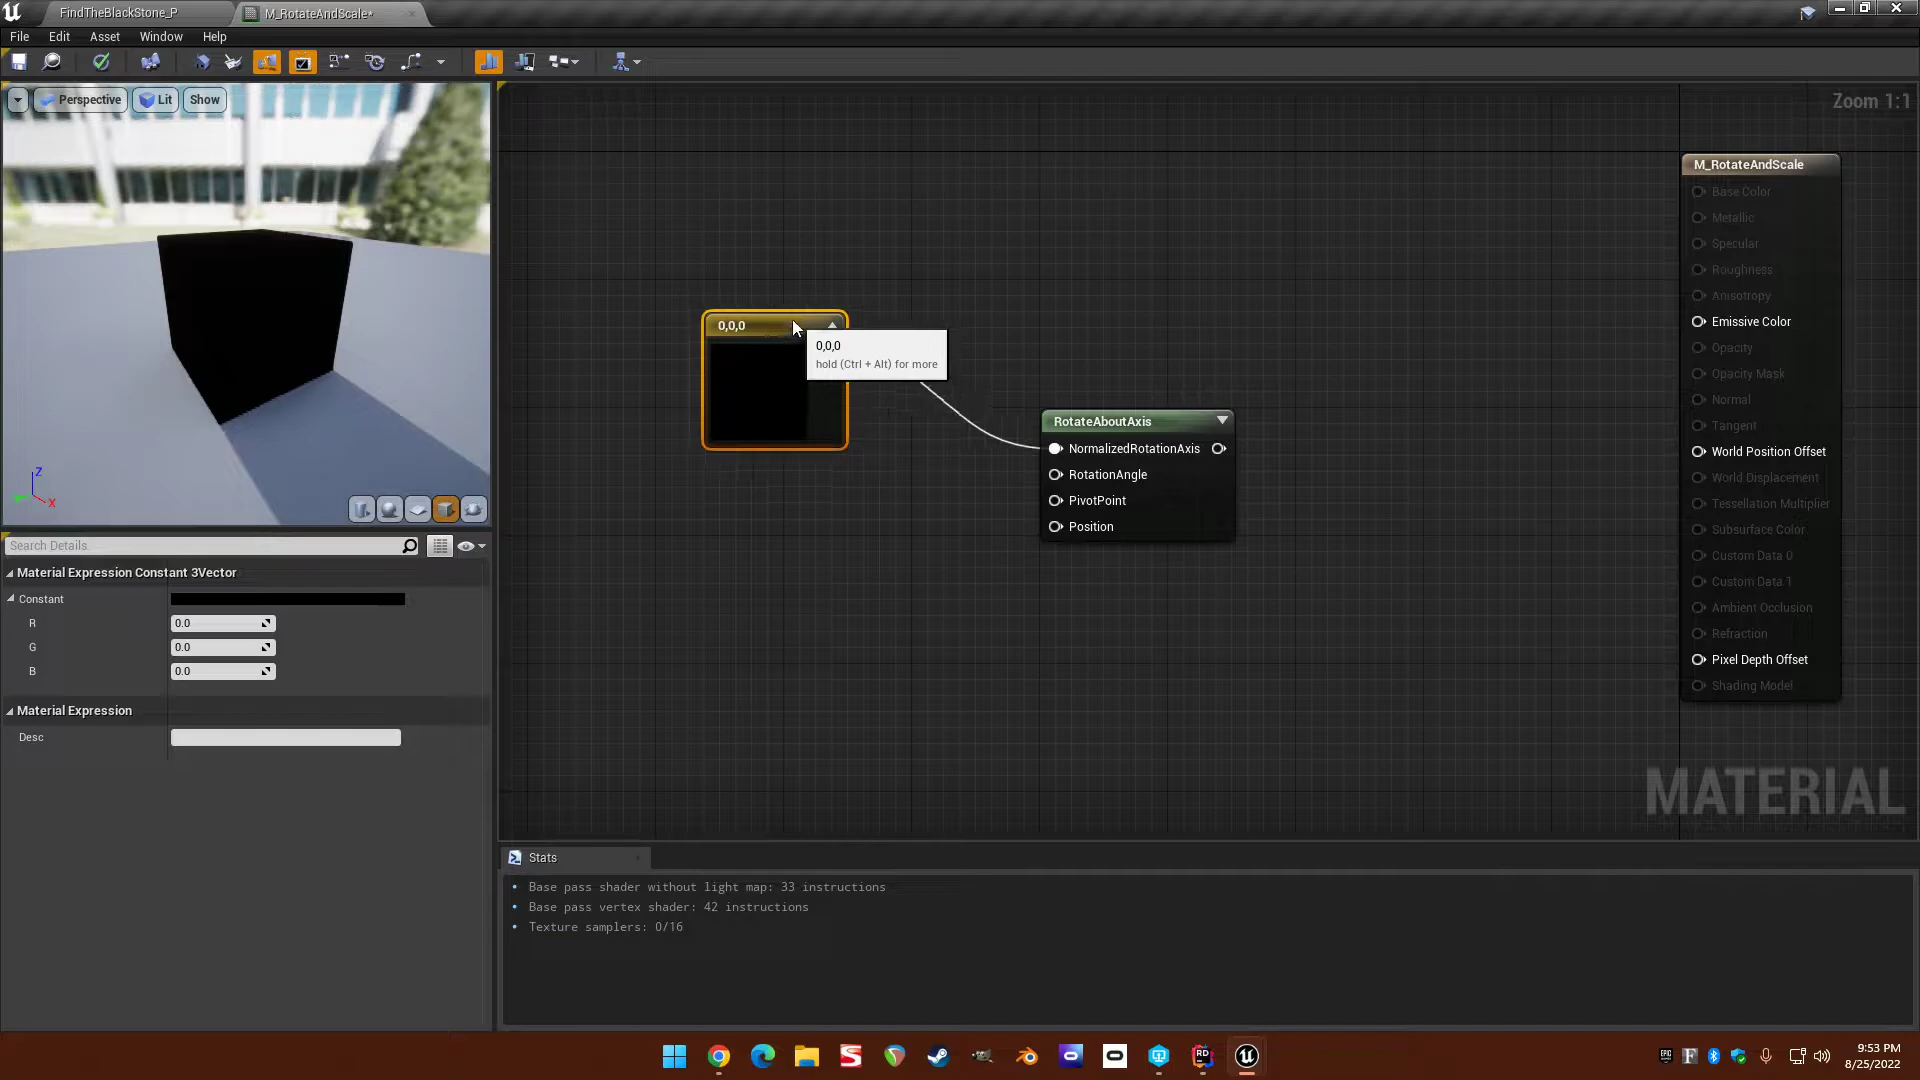 FindTheBlackStone_P
M_RotateAndScale*
File Edit Asset Window Help
Perspective
Lit
Show
Zoom 1:1
M_RotateAndScale
Base Color
Metallic
Specular
Roughness
Anisotropy
Emissive Color
Opacity
Opacity Mask
Normal
Tangent
World Position Offset
World Displacement
Tessellation Multiplier
Subsurface Color
Custom Data 0
Custom Data 1
Ambient Occlusion
Refraction
Pixel Depth Offset
Shading Model
0,0,0
0,0,0
hold (Ctrl + Alt) for more
RotateAboutAxis
NormalizedRotationAxis
RotationAngle
PivotPoint
Position
Z
X
Search Details
Material Expression Constant 3Vector
Constant
R 0.0
G 0.0
B 0.0
Material Expression
Desc
MATERIAL
Stats
Base pass shader without light map: 33 instructions
Base pass vertex shader: 42 instructions
Texture samplers: 0/16
RD
EPIC
F
9:53 PM
8/25/2022